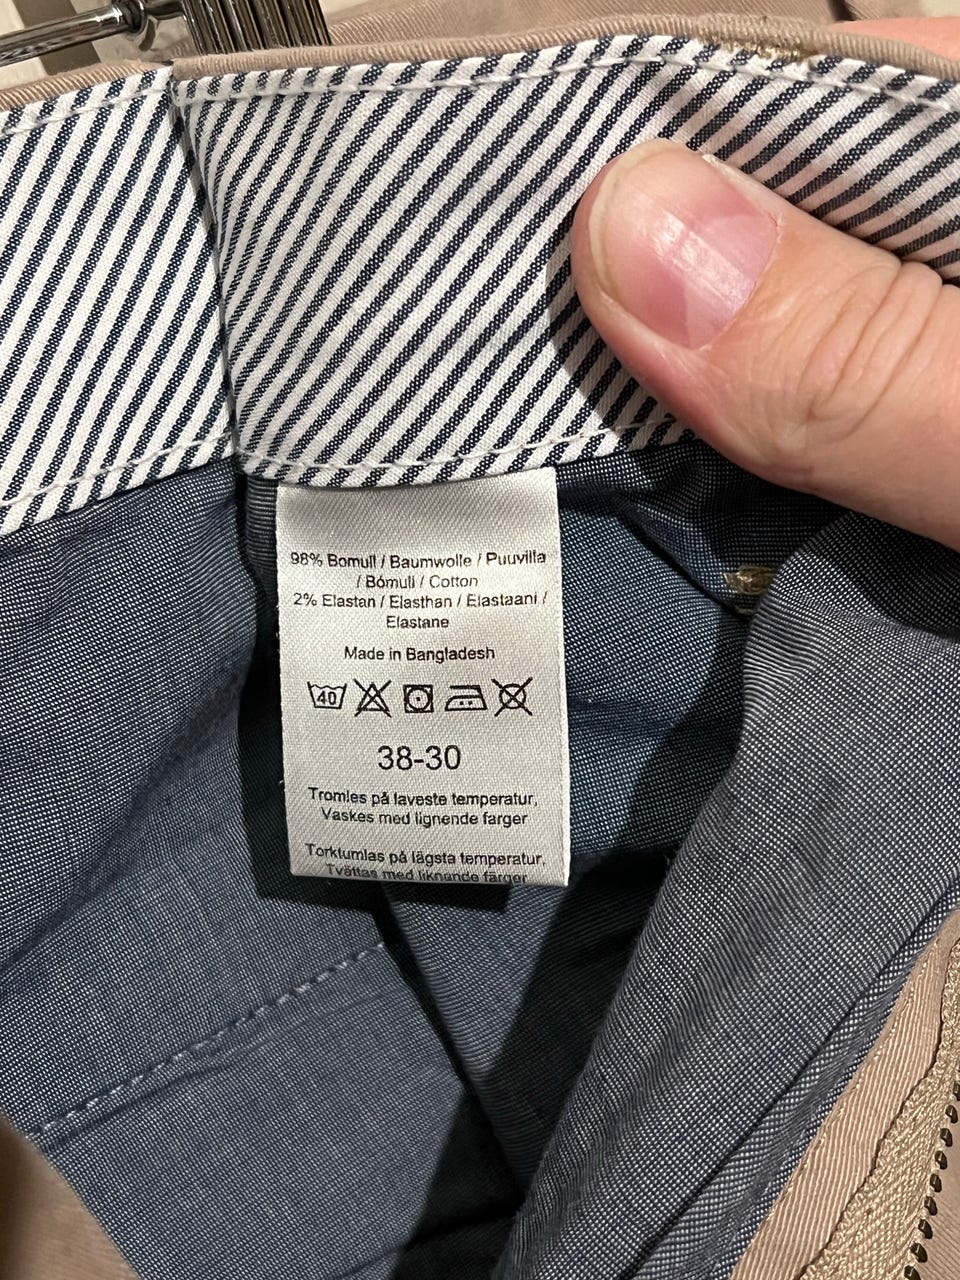 98% Bomull / Baumwolle / Puuvilla
/ Bómull / Cotton
2% Elastan / Elasthan / Elastaani /
Elastane
Made in Bangladesh
40
38-30
Tromles på laveste temperatur,
Vaskes med lignende farger
Torktumlas på lägsta temperatur.
Tvättas med liknande färger